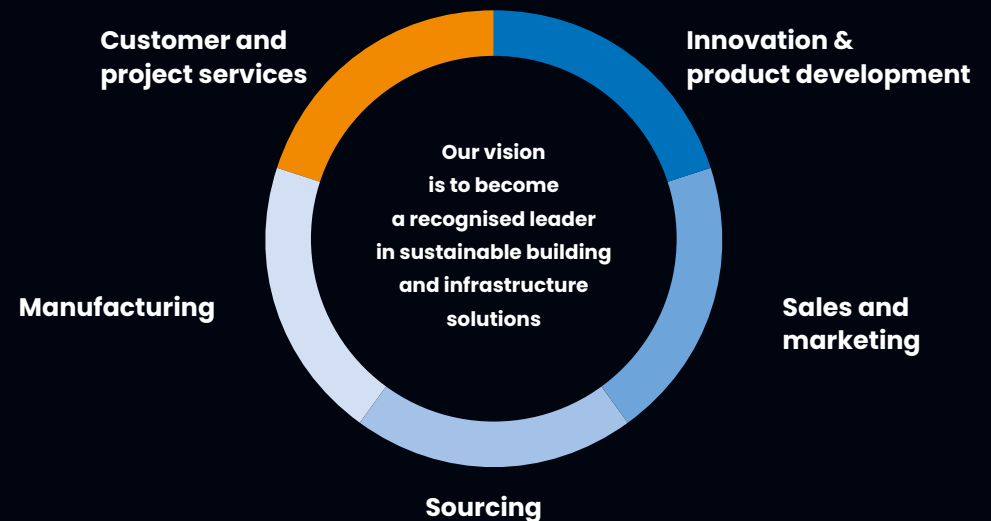 Customer and
project services
Innovation &
product development
Our vision
is to become
a recognised leader
in sustainable building
and infrastructure
solutions
Manufacturing
Sales and
marketing
Sourcing